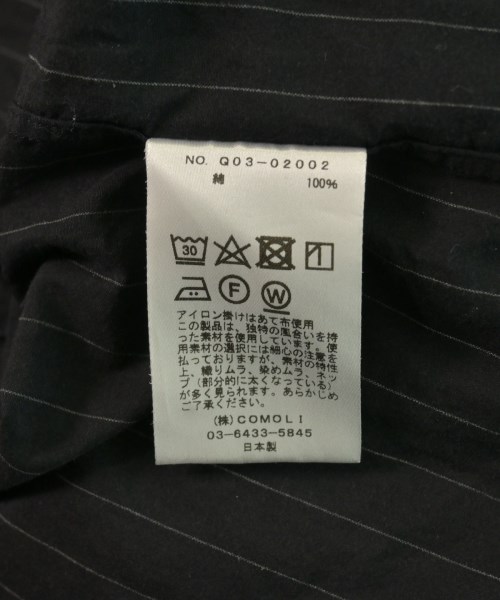 NO. Q03-02002
綿 100%
30
F W
アイロン掛けはあて布使用
この製品は、独特の風合いを持
った素材を使用しています。使
用素材の選択には細心の注意を
払っておりますが、素材の特性
上、織りムラ、染めムラ、ネッ
プ（部分的に太くなっている）
が多く見られます。あらかじめ
ご了承ください。
(株)COMOLI
03-6433-5845
日本製